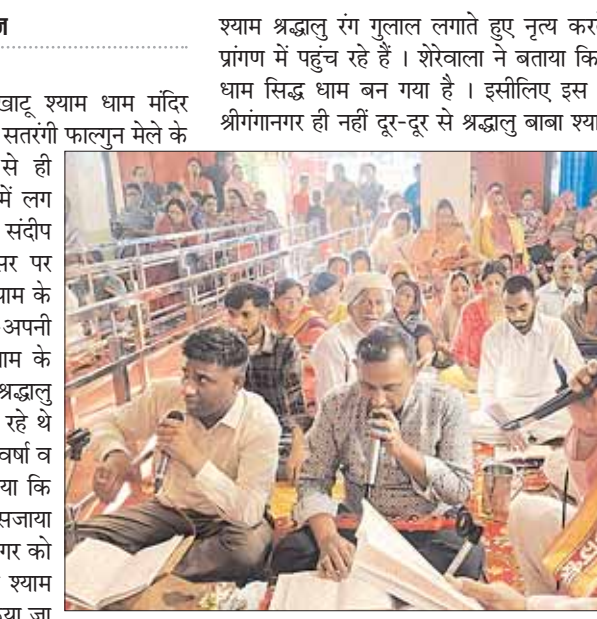 न
खाटू श्याम धाम मंदिर
सतरंगी फाल्गुन मेले के
से ही
में लग
संदीप
सर पर
याम के
अपनी
ाम के
श्रद्धालु
रहे थे
वर्षा व
या कि
सजाया
गर को
श्याम
श्याम श्रद्धालु रंग गुलाल लगाते हुए नृत्य कर
प्रांगण में पहुंच रहे हैं । शेरेवाला ने बताया कि
धाम सिद्ध धाम बन गया है । इसीलिए इस
श्रीगंगानगर ही नहीं दूर-दूर से श्रद्धालु बाबा श्या